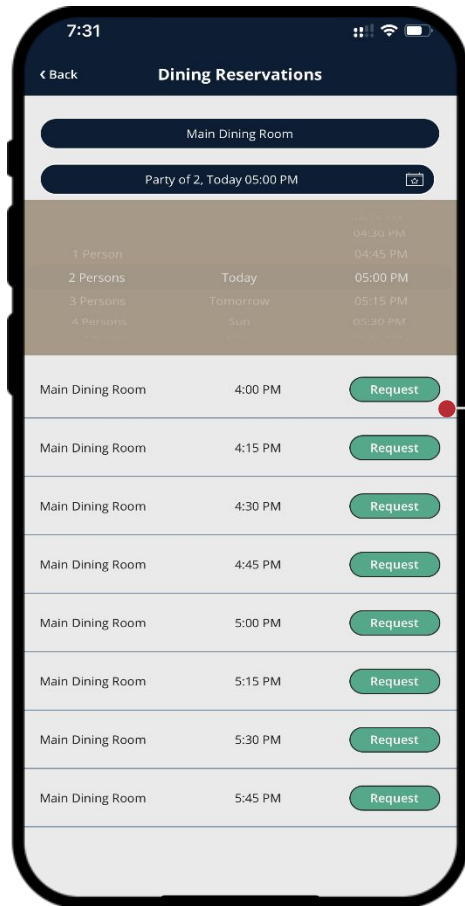 7:31
Back
Dining Reservations
Main Dining Room
Party of 2, Today 05:00 PM
04:30 PM
1 Person 04:45 PM
2 Persons Today 05:00 PM
3 Persons Tomorrow 05:15 PM
4 Persons Sun 05:30 PM
Main Dining Room 4:00 PM Request
Main Dining Room 4:15 PM Request
Main Dining Room 4:30 PM Request
Main Dining Room 4:45 PM Request
Main Dining Room 5:00 PM Request
Main Dining Room 5:15 PM Request
Main Dining Room 5:30 PM Request
Main Dining Room 5:45 PM Request